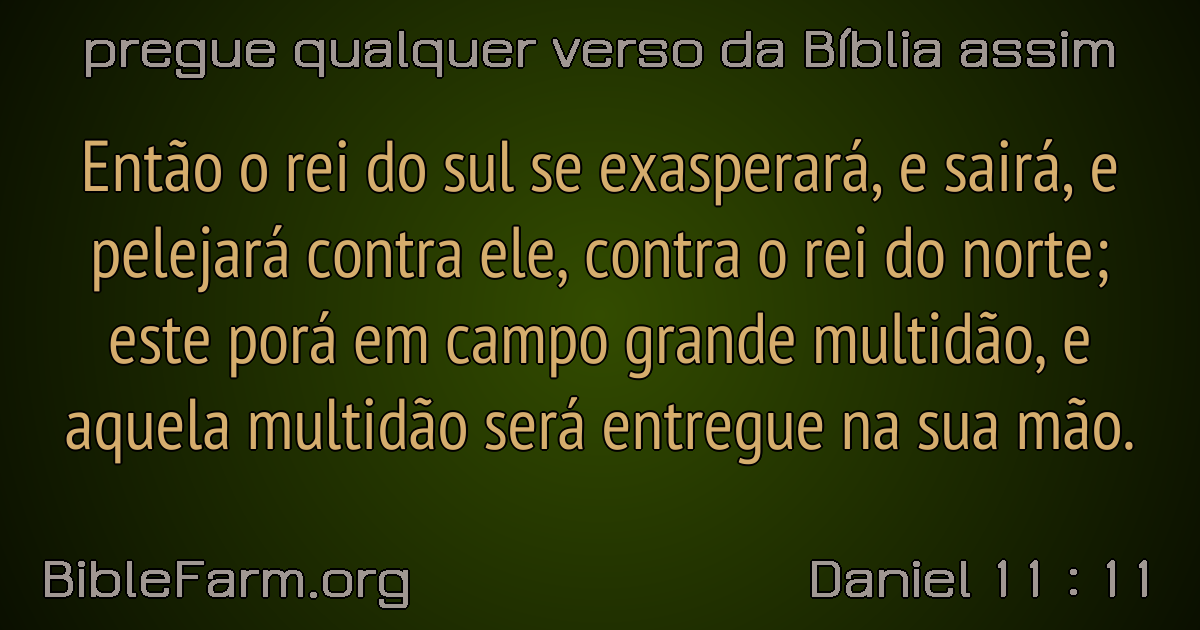 pregue qualquer verso da Bíblia assim
Então o rei do sul se exasperará, e sairá, e
pelejará contra ele, contra o rei do norte;
este porá em campo grande multidão, e
aquela multidão será entregue na sua mão.
BibleFarm.org
Daniel 11 : 11